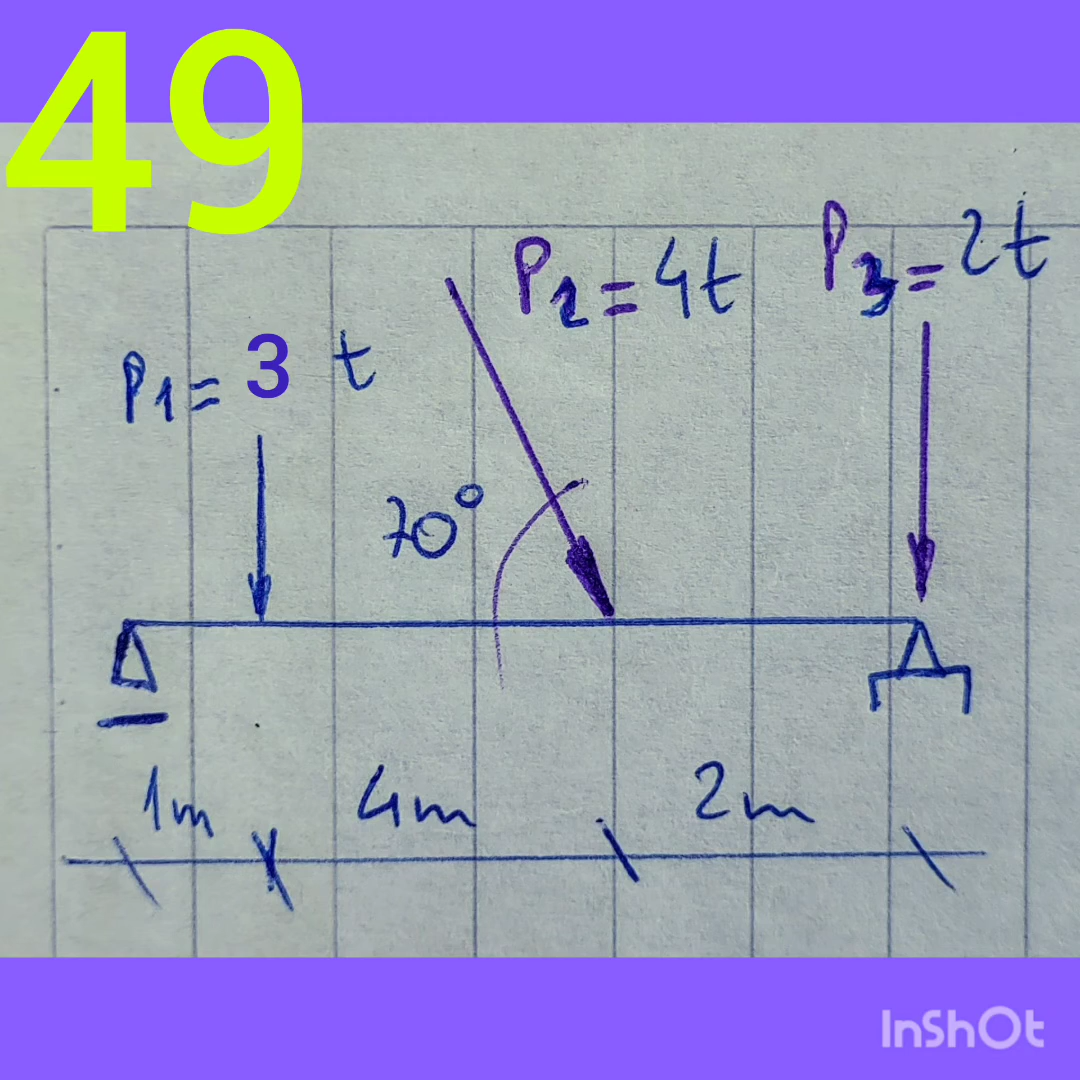 49
P1 = 3 t
P2 = 4t
P3 = 2t
70°
1m 4m 2m
InShOt